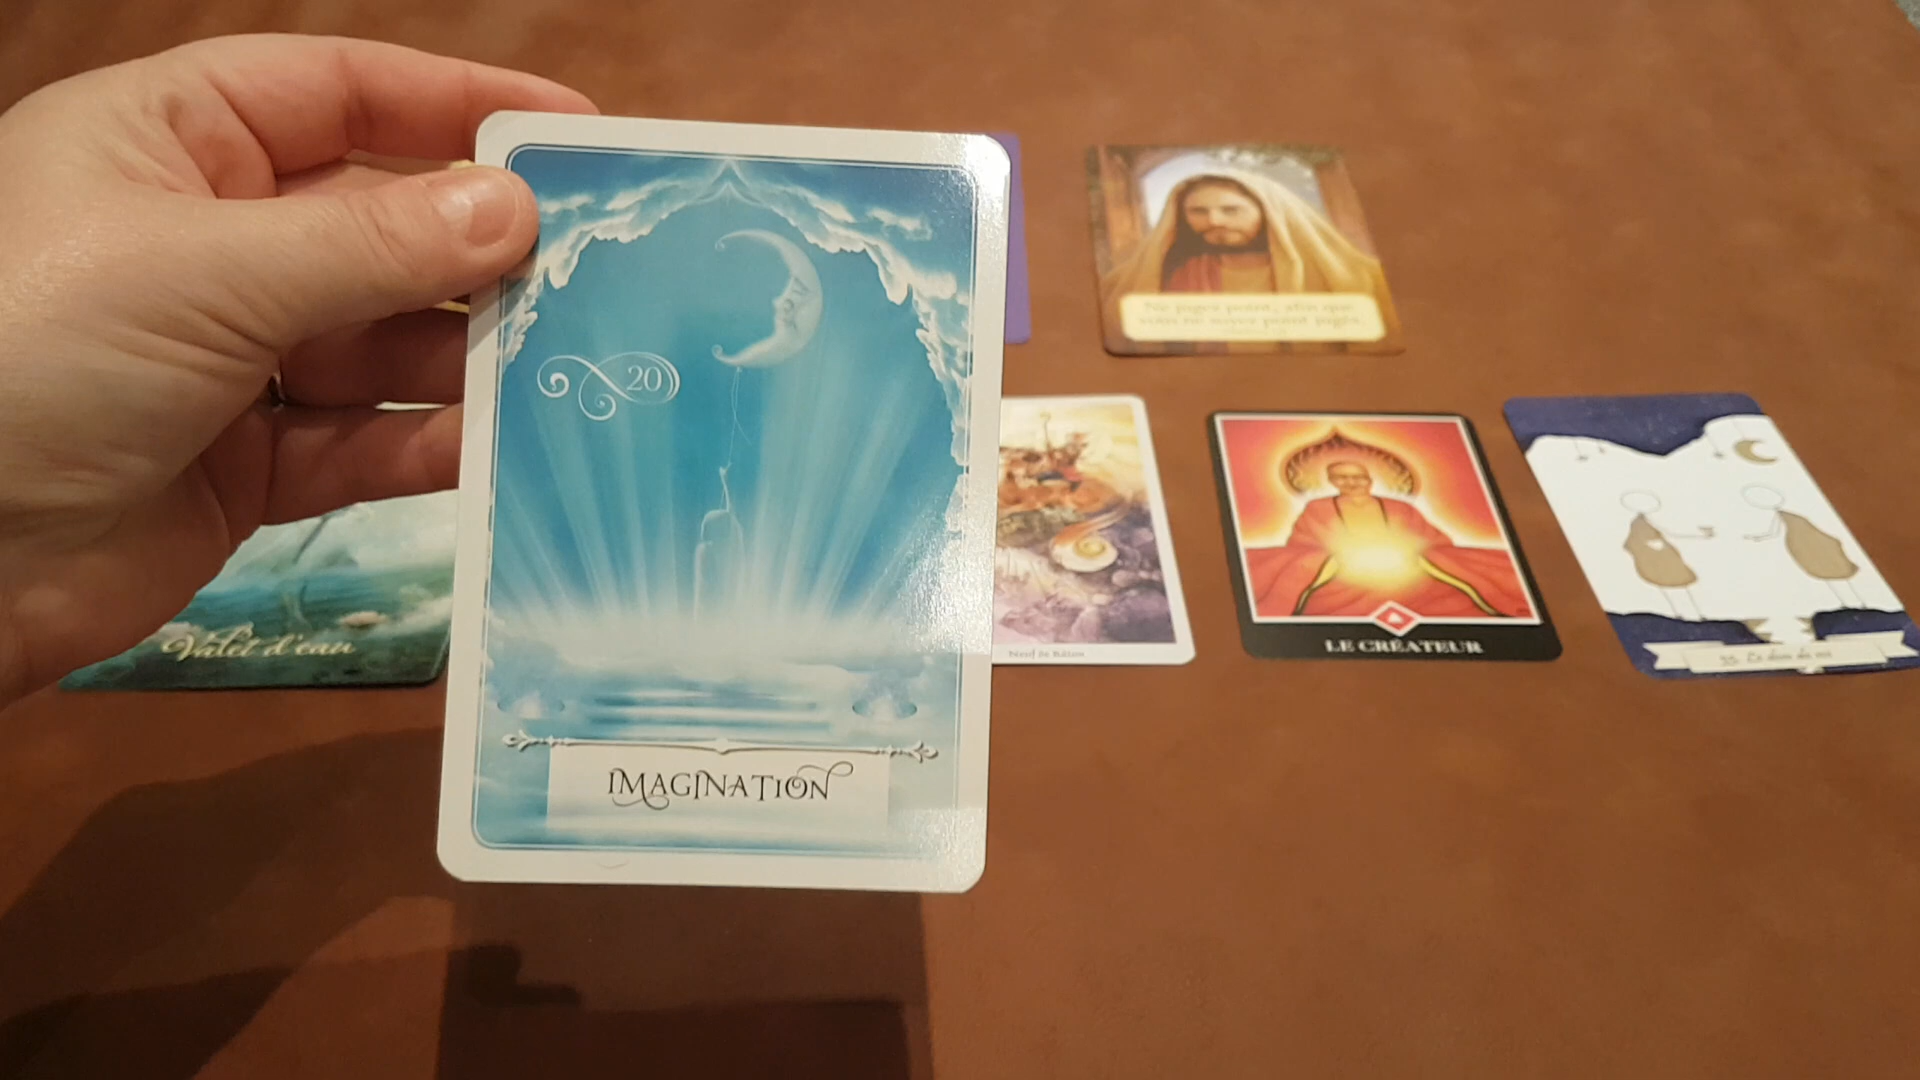 20
IMAGINATION
Ne jugez point, afin que
vous ne soyez point jugés.
Valet d'eau
Neuf de Bâton
LE CRÉATEUR